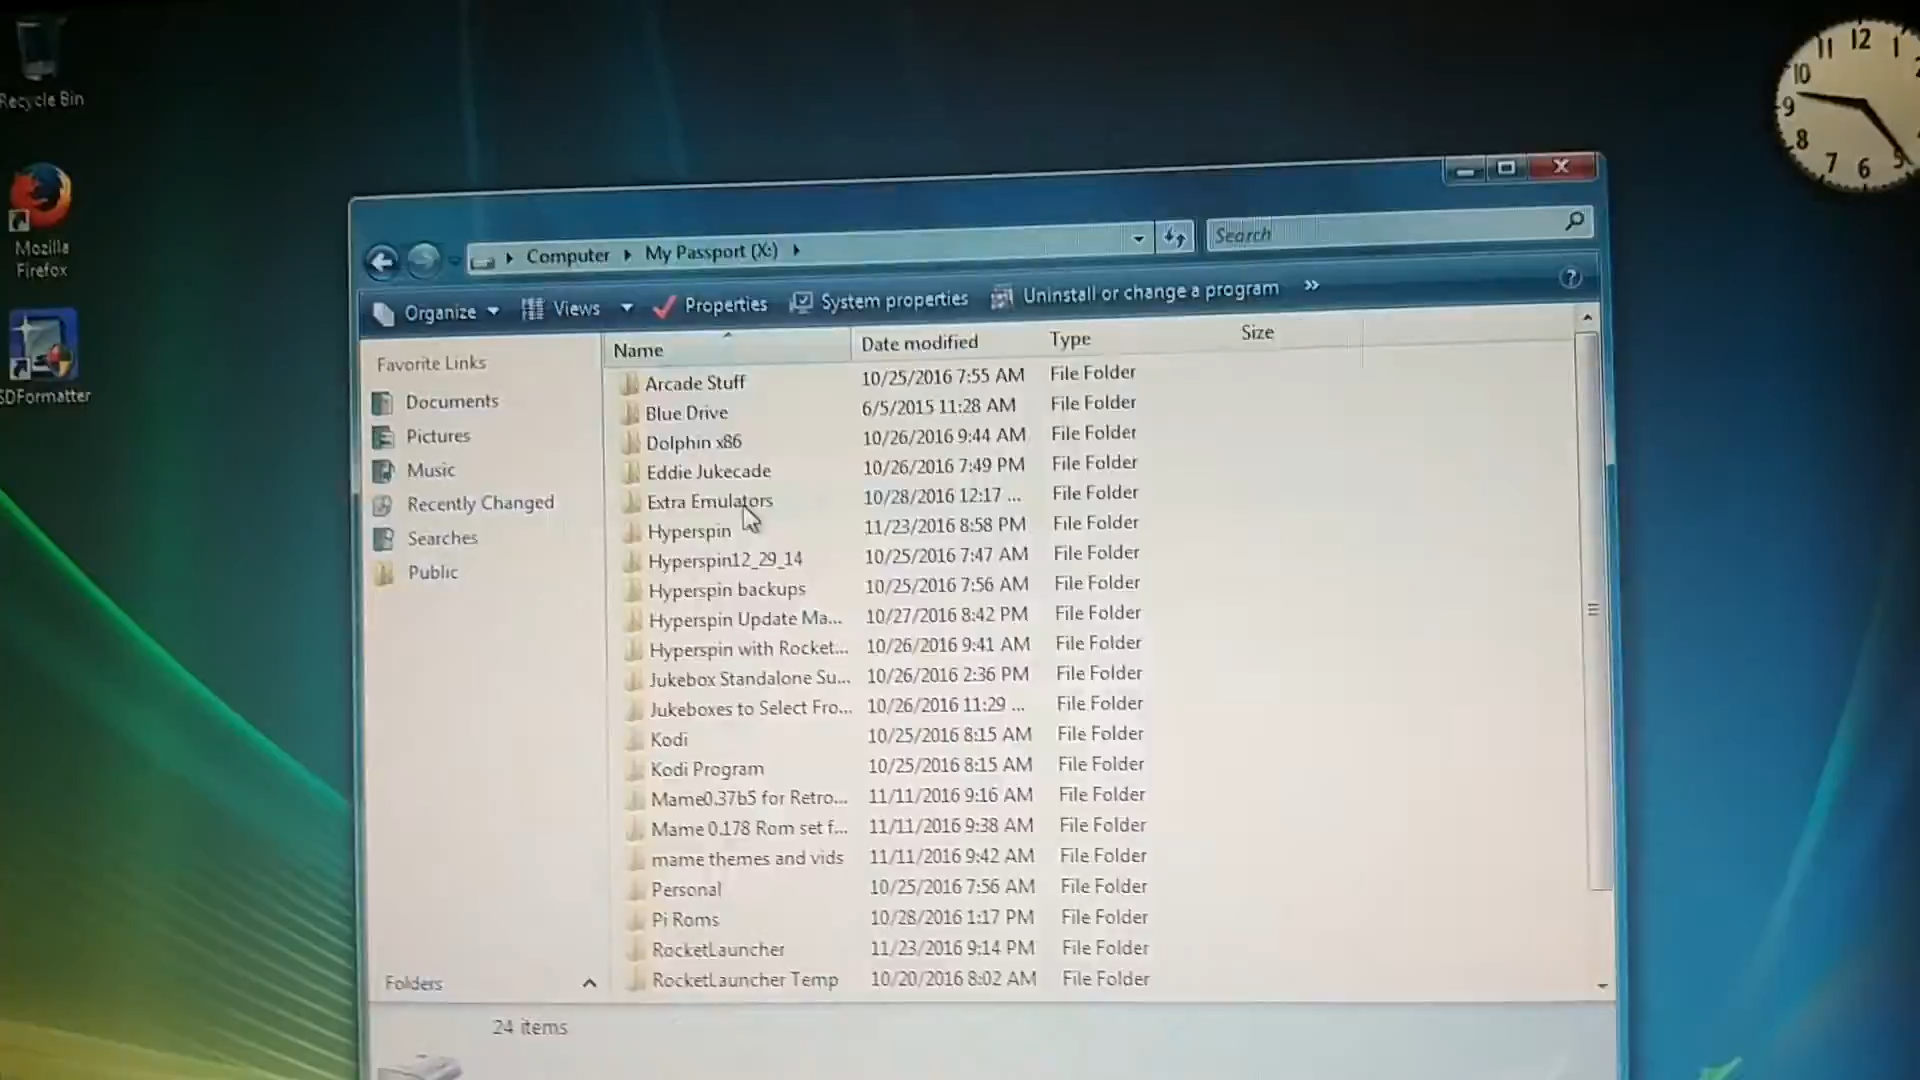 Recycle Bin
Mozilla
Firefox
SDFormatter
11 12 1
10
9
8
7 6 5
Computer My Passport (X:)
Search
Organize Views Properties System properties Uninstall or change a program »
Favorite Links
Documents
Pictures
Music
Recently Changed
Searches
Public
Folders
Name Date modified Type Size
Arcade Stuff 10/25/2016 7:55 AM File Folder
Blue Drive 6/5/2015 11:28 AM File Folder
Dolphin x86 10/26/2016 9:44 AM File Folder
Eddie Jukecade 10/26/2016 7:49 PM File Folder
Extra Emulators 10/28/2016 12:17 ... File Folder
Hyperspin 11/23/2016 8:58 PM File Folder
Hyperspin12_29_14 10/25/2016 7:47 AM File Folder
Hyperspin backups 10/25/2016 7:56 AM File Folder
Hyperspin Update Ma... 10/27/2016 8:42 PM File Folder
Hyperspin with Rocket... 10/26/2016 9:41 AM File Folder
Jukebox Standalone Su... 10/26/2016 2:36 PM File Folder
Jukeboxes to Select Fro... 10/26/2016 11:29 ... File Folder
Kodi 10/25/2016 8:15 AM File Folder
Kodi Program 10/25/2016 8:15 AM File Folder
Mame0.37b5 for Retro... 11/11/2016 9:16 AM File Folder
Mame 0.178 Rom set f... 11/11/2016 9:38 AM File Folder
mame themes and vids 11/11/2016 9:42 AM File Folder
Personal 10/25/2016 7:56 AM File Folder
Pi Roms 10/28/2016 1:17 PM File Folder
RocketLauncher 11/23/2016 9:14 PM File Folder
RocketLauncher Temp 10/20/2016 8:02 AM File Folder
24 items